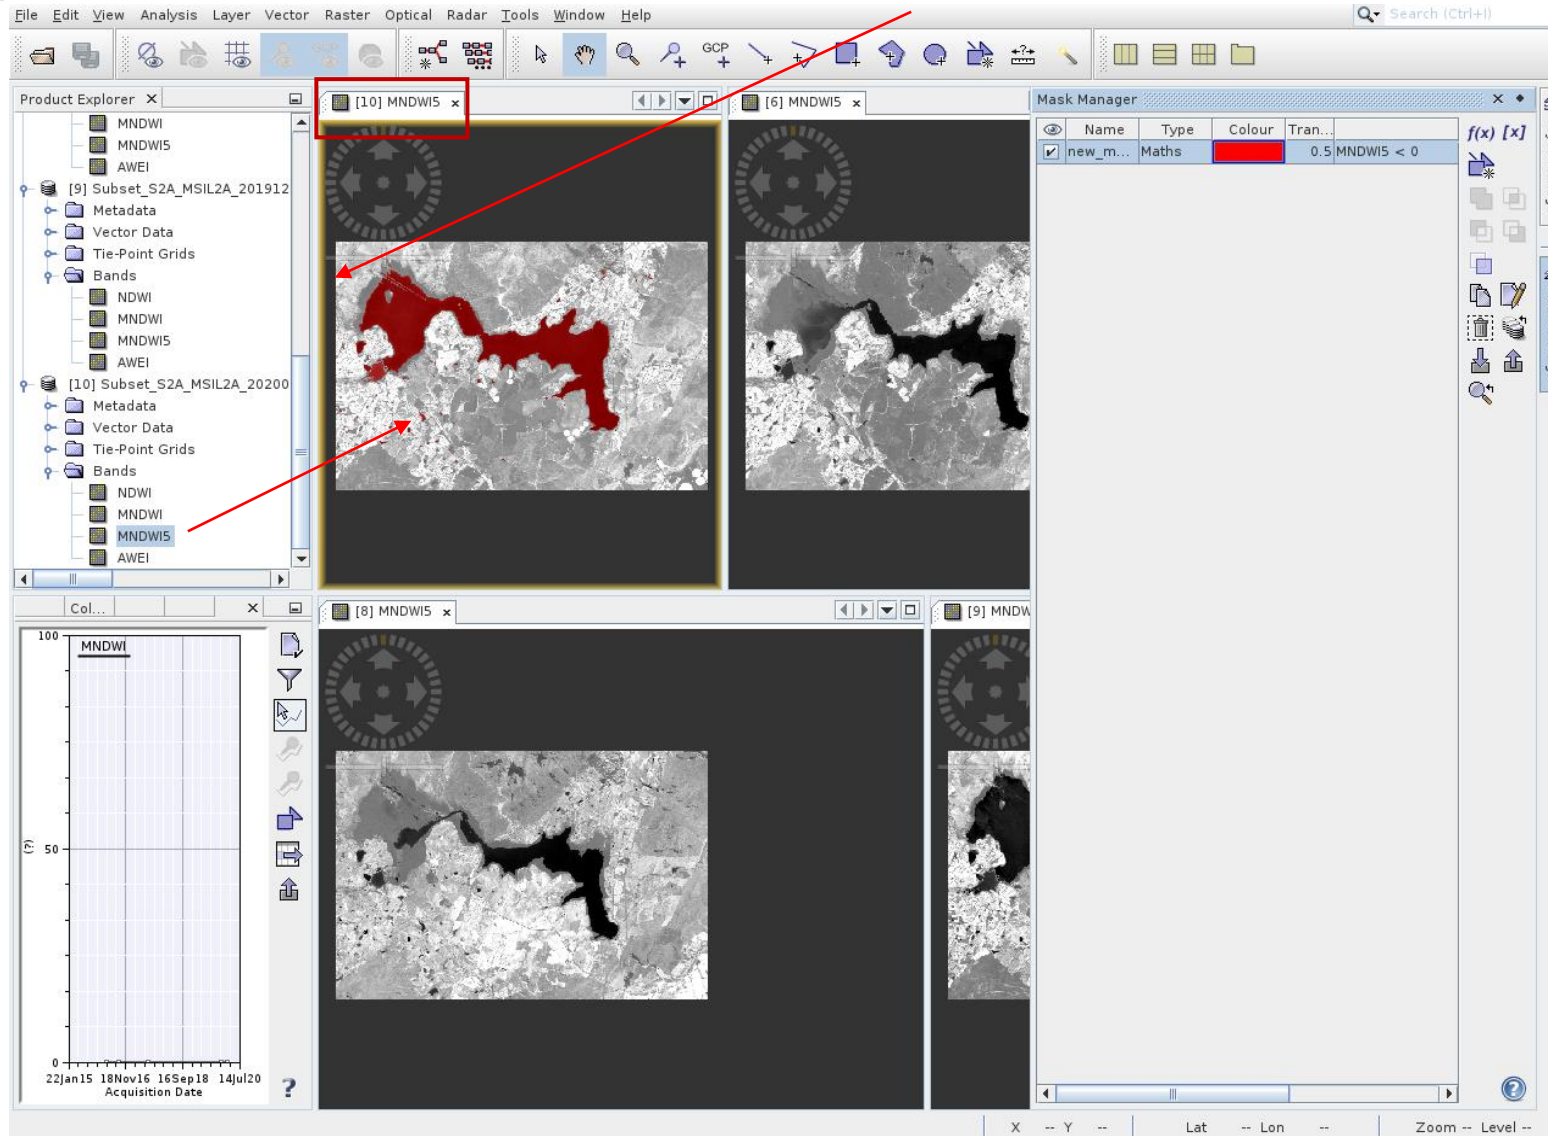 File Edit View Analysis Layer Vector Raster Optical Radar Tools Window Help
Search (Ctrl+I)
GCP
Product Explorer
MNDWI
MNDWI5
AWEI
[9] Subset_S2A_MSIL2A_201912
Metadata
Vector Data
Tie-Point Grids
Bands
NDWI
MNDWI
MNDWI5
AWEI
[10] Subset_S2A_MSIL2A_20200
Metadata
Vector Data
Tie-Point Grids
Bands
NDWI
MNDWI
MNDWI5
AWEI
[10] MNDWI5
[6] MNDWI5
Mask Manager
Name Type Colour Tran...
new_m... Maths 0.5 MNDWI5 < 0
f(x) [x]
Col...
100
MNDWI
(?)
50
0
22Jan15 18Nov16 16Sep18 14Jul20
Acquisition Date
?
[8] MNDWI5
[9] MNDW
?
X -- Y -- Lat -- Lon -- Zoom -- Level --